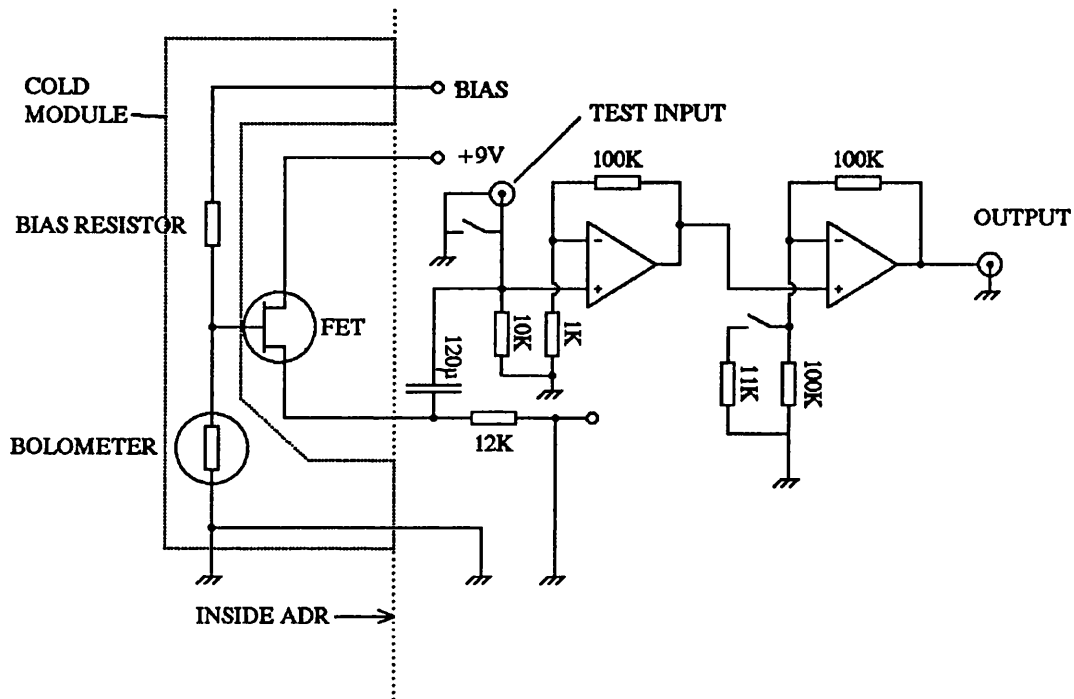 COLD
MODULE
BIAS
TEST INPUT
+9V
100K
100K
BIAS RESISTOR
OUTPUT
-
-
+
+
FET
10K
1K
120μ
11K
100K
12K
BOLOMETER
INSIDE ADR